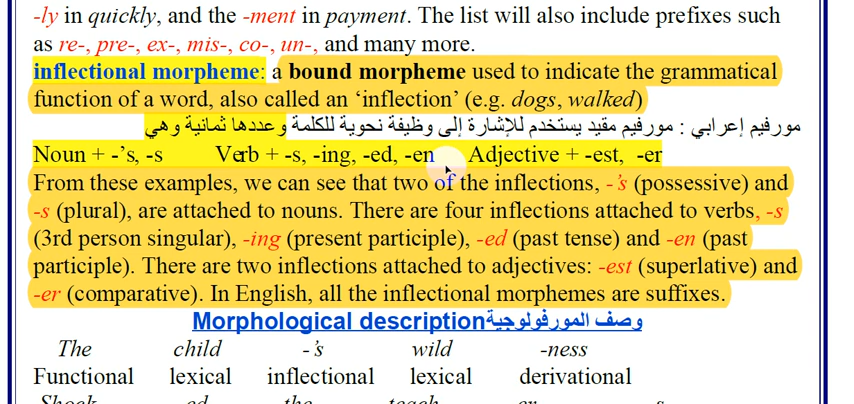 -ly in quickly, and the -ment in payment. The list will also include prefixes such
as re-, pre-, ex-, mis-, co-, un-, and many more.
inflectional morpheme: a bound morpheme used to indicate the grammatical
function of a word, also called an ‘inflection’ (e.g. dogs, walked)
مورفيم إعرابي : مورفيم مقيد يستخدم للإشارة إلى وظيفة نحوية للكلمة وعددها ثمانية وهي
Noun + -’s, -s Verb + -s, -ing, -ed, -en Adjective + -est, -er
From these examples, we can see that two of the inflections, -’s (possessive) and
-s (plural), are attached to nouns. There are four inflections attached to verbs, -s
(3rd person singular), -ing (present participle), -ed (past tense) and -en (past
participle). There are two inflections attached to adjectives: -est (superlative) and
-er (comparative). In English, all the inflectional morphemes are suffixes.
Morphological description وصف المورفولوجية
The child -’s wild -ness
Functional lexical inflectional lexical derivational